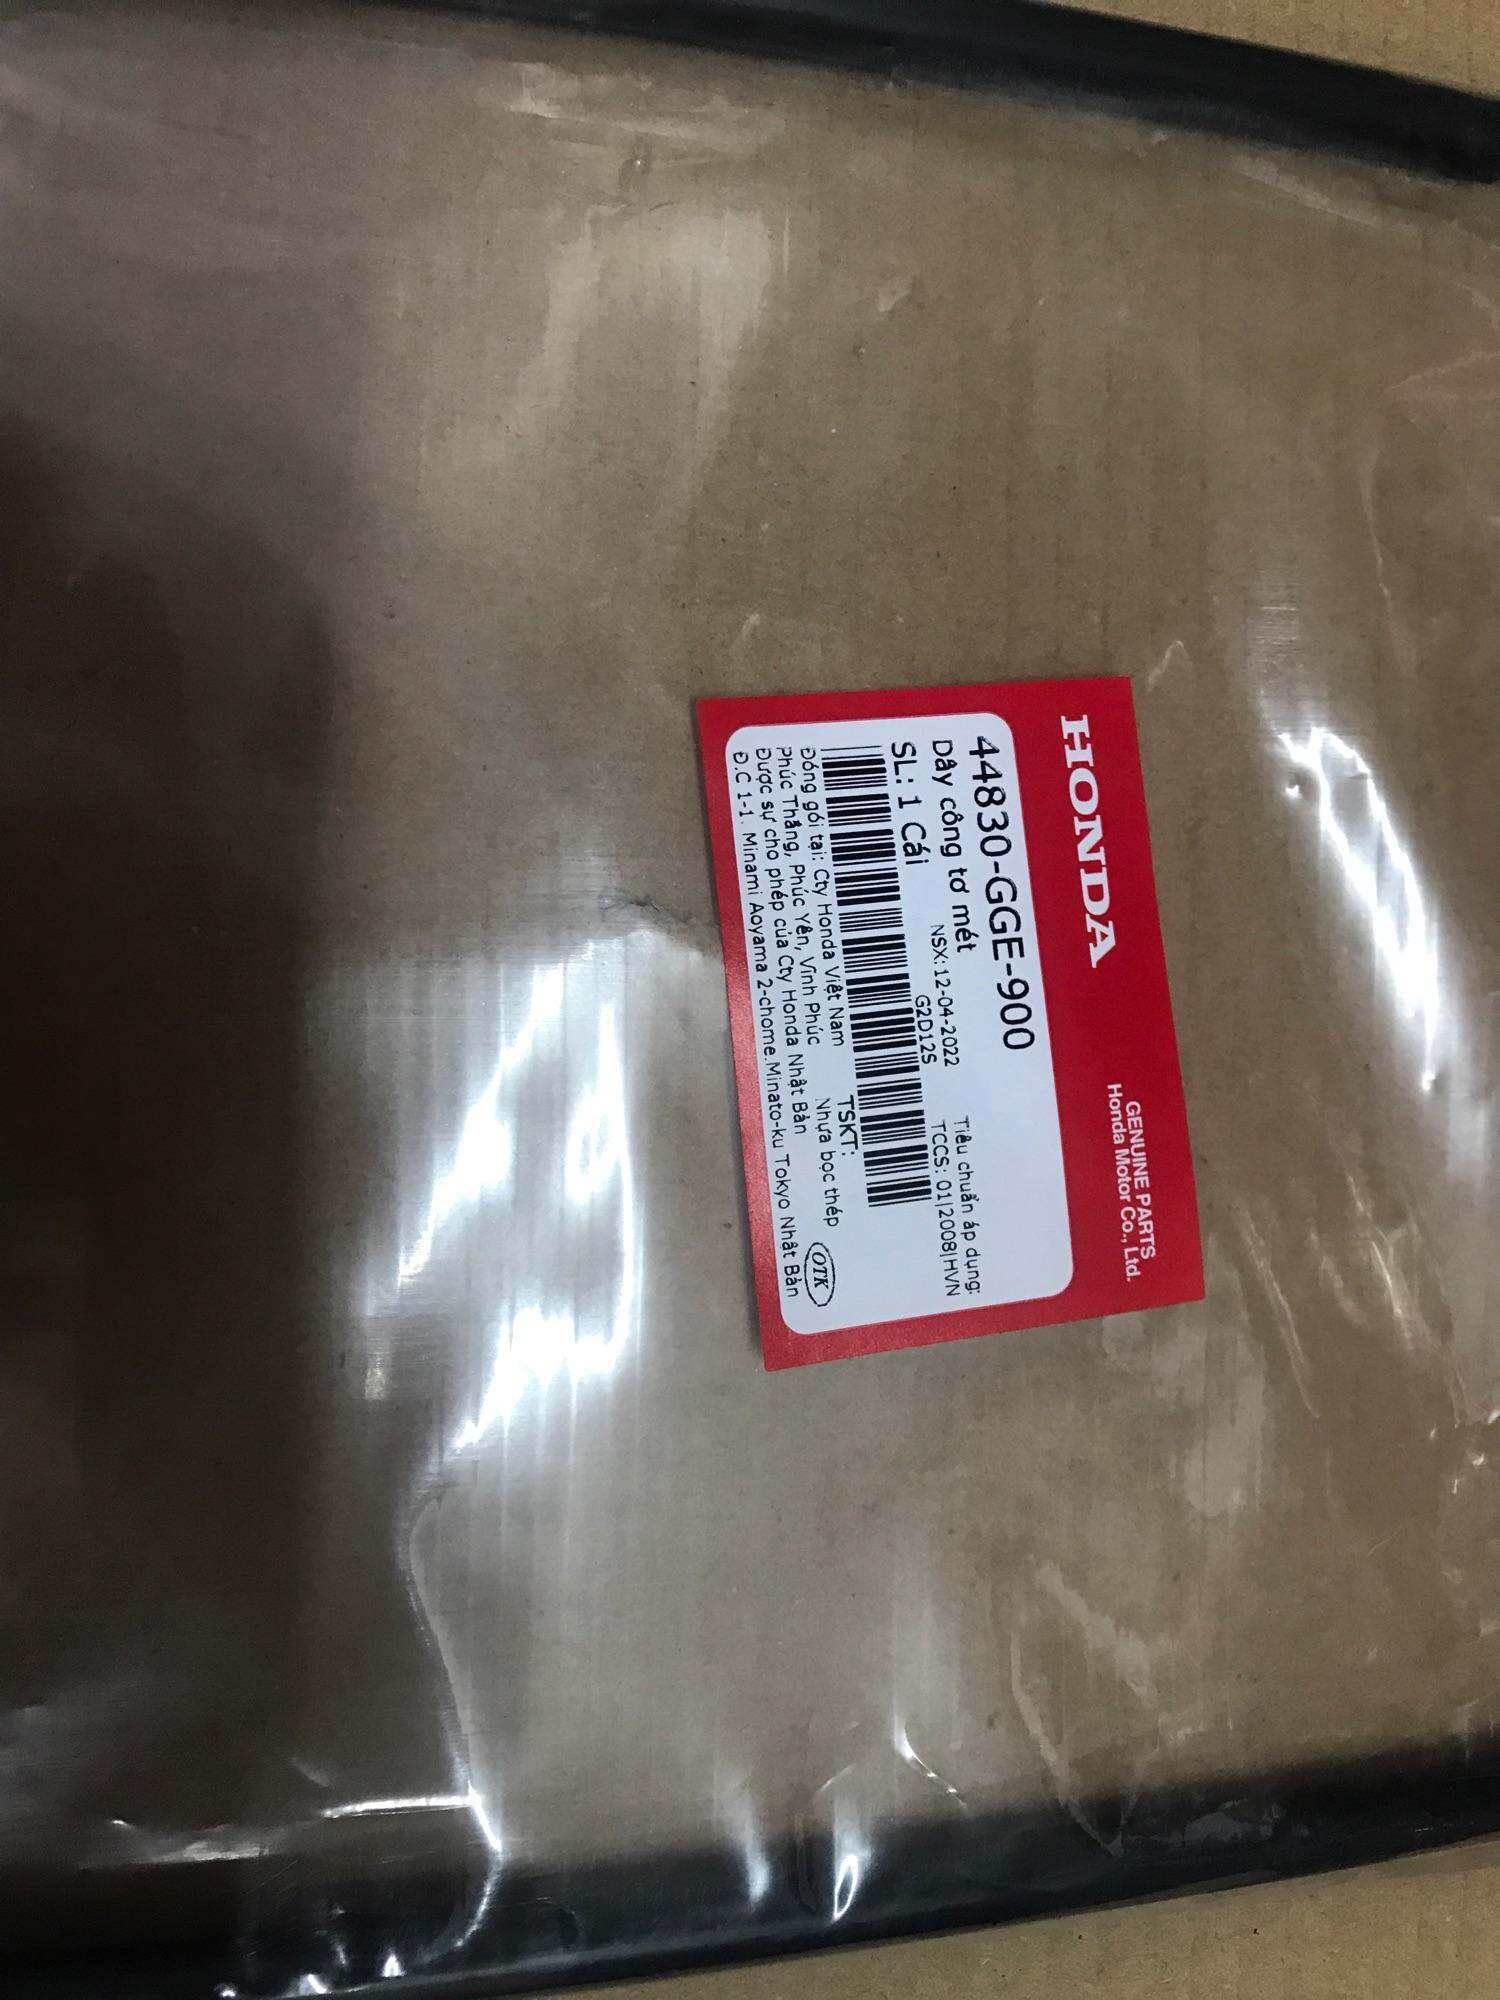 HONDA
GENUINE PARTS
Honda Motor Co., Ltd.
44830-GGE-900
Dây công tơ mét
NSX:12-04-2022
Tiêu chuẩn áp dụng:
TCCS: 01|2008|HVN
SL: 1 Cái
G2D12S
Đóng gói tại: Cty Honda Việt Nam
TSKT:
Phúc Thắng, Phúc Yên, Vĩnh Phúc
Nhựa bọc thép
Được sự cho phép của Cty Honda Nhật Bản
Đ.C 1-1. Minami Aoyama 2-chome.Minato-ku Tokyo Nhật Bản
OTK